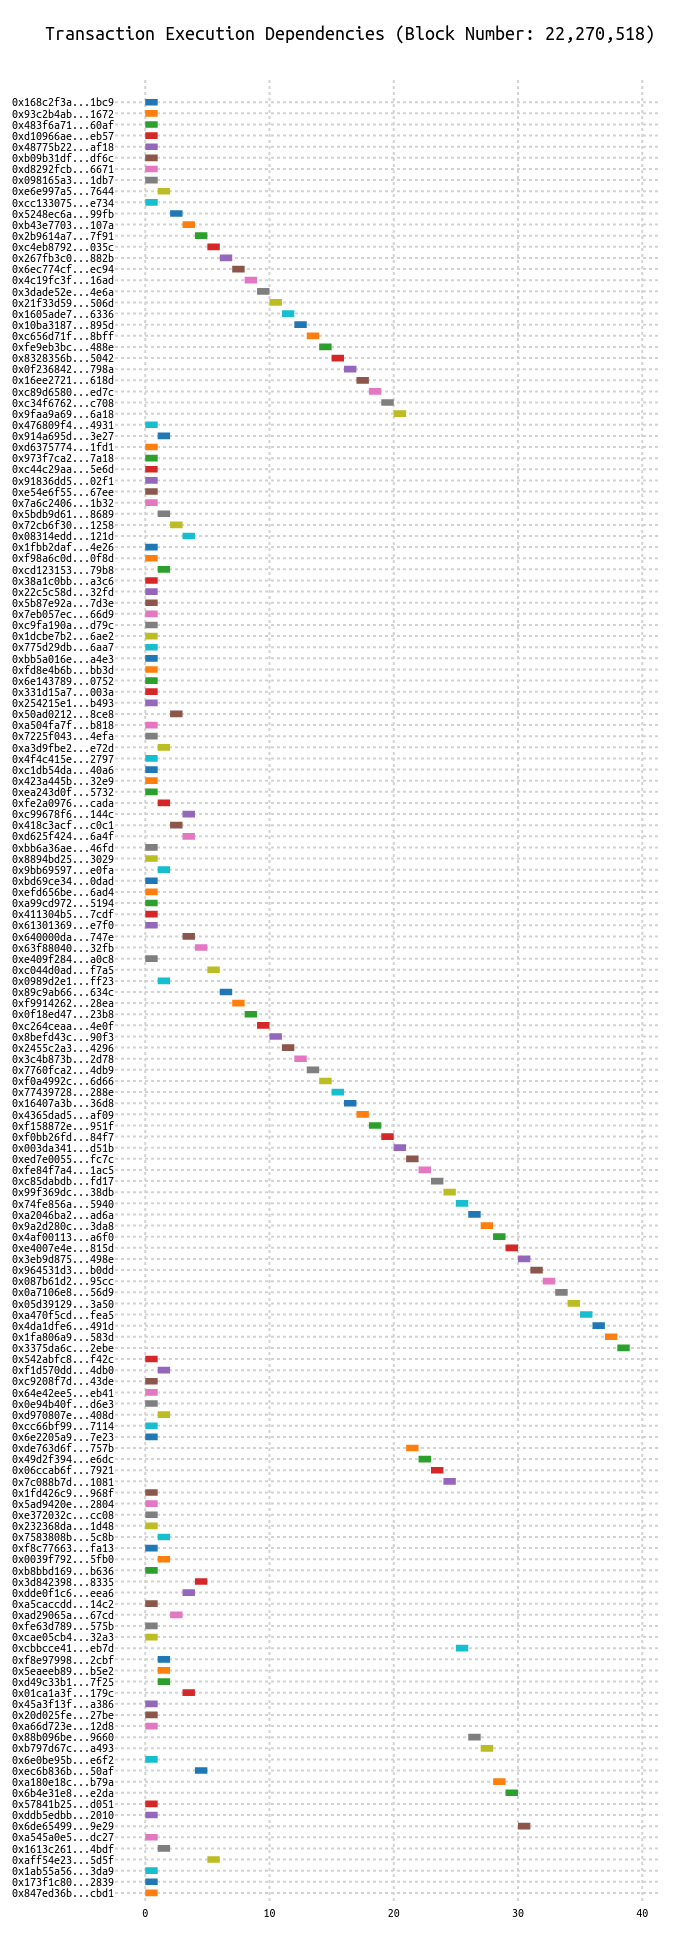 Transaction Execution Dependencies (Block Number: 22,270,518)
0x168c2f3a...1bc9
0x93c2b4ab...1672
0x483f6a71...60af
0xd10966ae...eb57
0x48775b22...af18
0xb09b31df...df6c
0xd8292fcb...6671
0x098165a3...1db7
0xe6e997a5...7644
0xcc133075...e734
0x5248ec6a...99fb
0xb43e7703...107a
0x2b9614a7...7f91
0xc4eb8792...035c
0x267fb3c0...882b
0x6ec774cf...ec94
0x4c19fc3f...16ad
0x3dade52e...4e6a
0x21f33d59...506d
0x1605ade7...6336
0x10ba3187...895d
0xc656d71f...8bff
0xfe9eb3bc...488e
0x8328356b...5042
0x0f236842...798a
0x16ee2721...618d
0xc89d6580...ed7c
0xc34f6762...c708
0x9faa9a69...6a18
0x476809f4...4931
0x914a695d...3e27
0xd6375774...1fd1
0x973f7ca2...7a18
0xc44c29aa...5e6d
0x91836dd5...02f1
0xe54e6f55...67ee
0x7a6c2406...1b32
0x5bdb9d61...8689
0x72cb6f30...1258
0x08314edd...121d
0x1fbb2daf...4e26
0xf98a6c0d...0f8d
0xcd123153...79b8
0x38a1c0bb...a3c6
0x22c5c58d...32fd
0x5b87e92a...7d3e
0x7eb057ec...66d9
0xc9fa190a...d79c
0x1dcbe7b2...6ae2
0x775d29db...6aa7
0xbb5a016e...a4e3
0xfd8e4b6b...bb3d
0x6e143789...0752
0x331d15a7...003a
0x254215e1...b493
0x50ad0212...8ce8
0xa504fa7f...b818
0x7225f043...4efa
0xa3d9fbe2...e72d
0x4f4c415e...2797
0xc1db54da...40a6
0x423a445b...32e9
0xea243d0f...5732
0xfe2a0976...cada
0xc99678f6...144c
0x418c3acf...c0c1
0xd625f424...6a4f
0xbb6a36ae...46fd
0x8894bd25...3029
0x9bb69597...e0fa
0xbd69ce34...0dad
0xefd656be...6ad4
0xa99cd972...5194
0x411304b5...7cdf
0x61301369...e7f0
0x640000da...747e
0x63f88040...32fb
0xe409f284...a0c8
0xc044d0ad...f7a5
0x0989d2e1...ff23
0x89c9ab66...634c
0xf9914262...28ea
0x0f18ed47...23b8
0xc264ceaa...4e0f
0x8befd43c...90f3
0x2455c2a3...4296
0x3c4b873b...2d78
0x7760fca2...4db9
0xf0a4992c...6d66
0x77439728...288e
0x16407a3b...36d8
0x4365dad5...af09
0xf158872e...951f
0xf0bb26fd...84f7
0x003da341...d51b
0xed7e0055...fc7c
0xfe84f7a4...1ac5
0xc85dabdb...fd17
0x99f369dc...38db
0x74fe856a...5940
0xa2046ba2...ad6a
0x9a2d280c...3da8
0x4af00113...a6f0
0xe4007e4e...815d
0x3eb9d875...498e
0x964531d3...b0dd
0x087b61d2...95cc
0x0a7106e8...56d9
0x05d39129...3a50
0xa470f5cd...fea5
0x4da1dfe6...491d
0x1fa806a9...583d
0x3375da6c...2ebe
0x542abfc8...f42c
0xf1d570dd...4db0
0xc9208f7d...43de
0x64e42ee5...eb41
0x0e94b40f...d6e3
0xd970807e...408d
0xcc66bf99...7114
0x6e2205a9...7e23
0xde763d6f...757b
0x49d2f394...e6dc
0x06ccab6f...7921
0x7c088b7d...1081
0x1fd426c9...968f
0x5ad9420e...2804
0xe372032c...cc08
0x232368da...1d48
0x7583808b...5c8b
0xf8c77663...fa13
0x0039f792...5fb0
0xb8bbd169...b636
0x3d842398...8335
0xdde0f1c6...eea6
0xa5caccdd...14c2
0xad29065a...67cd
0xfe63d789...575b
0xcae05cb4...32a3
0xcbbcce41...eb7d
0xf8e97998...2cbf
0x5eaeeb89...b5e2
0xd49c33b1...7f25
0x01ca1a3f...179c
0x45a3f13f...a386
0x20d025fe...27be
0xa66d723e...12d8
0x88b096be...9660
0xb797d67c...a493
0x6e0be95b...e6f2
0xec6b836b...50af
0xa180e18c...b79a
0x6b4e31e8...e2da
0x57841b25...d051
0xddb5edbb...2010
0x6de65499...9e29
0xa545a0e5...dc27
0x1613c261...4bdf
0xaff54e23...5d5f
0x1ab55a56...3da9
0x173f1c80...2839
0x847ed36b...cbd1
0 10 20 30 40